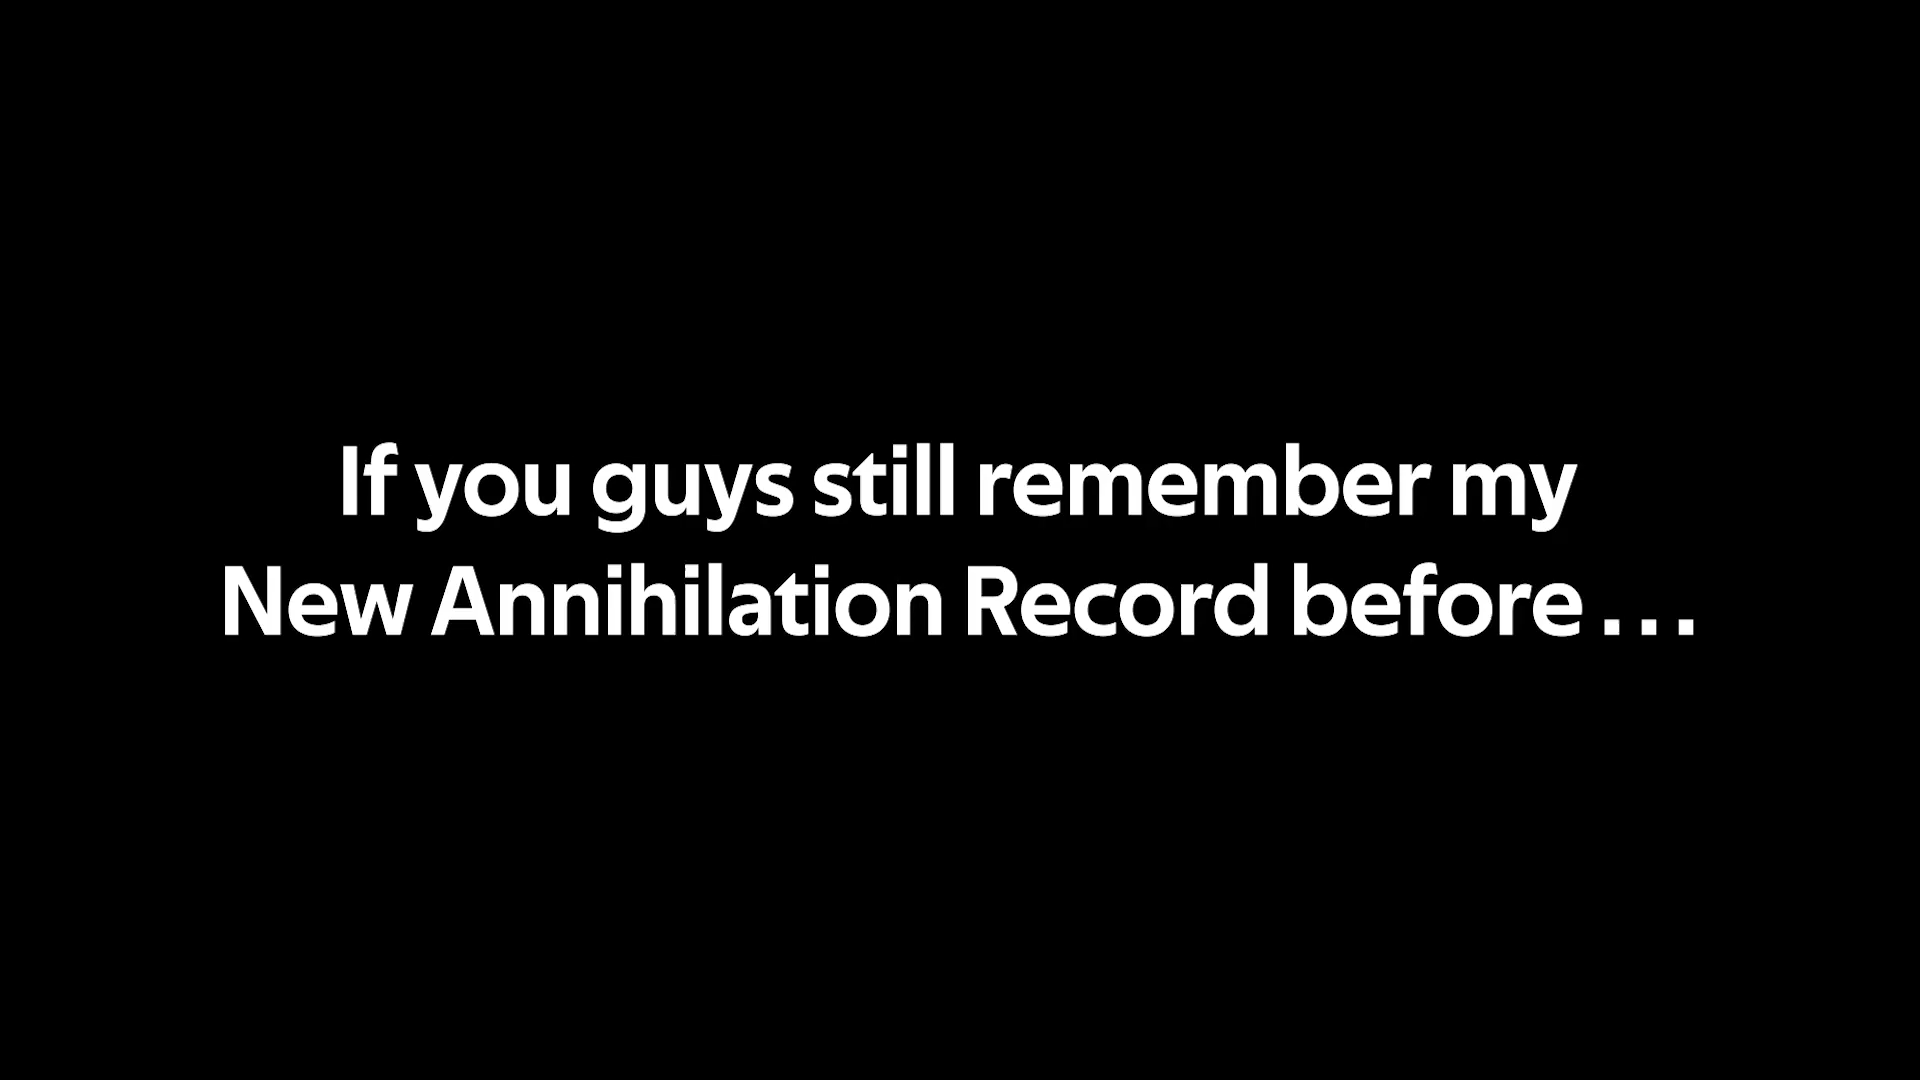 If you guys still remember my
New Annihilation Record before . . .